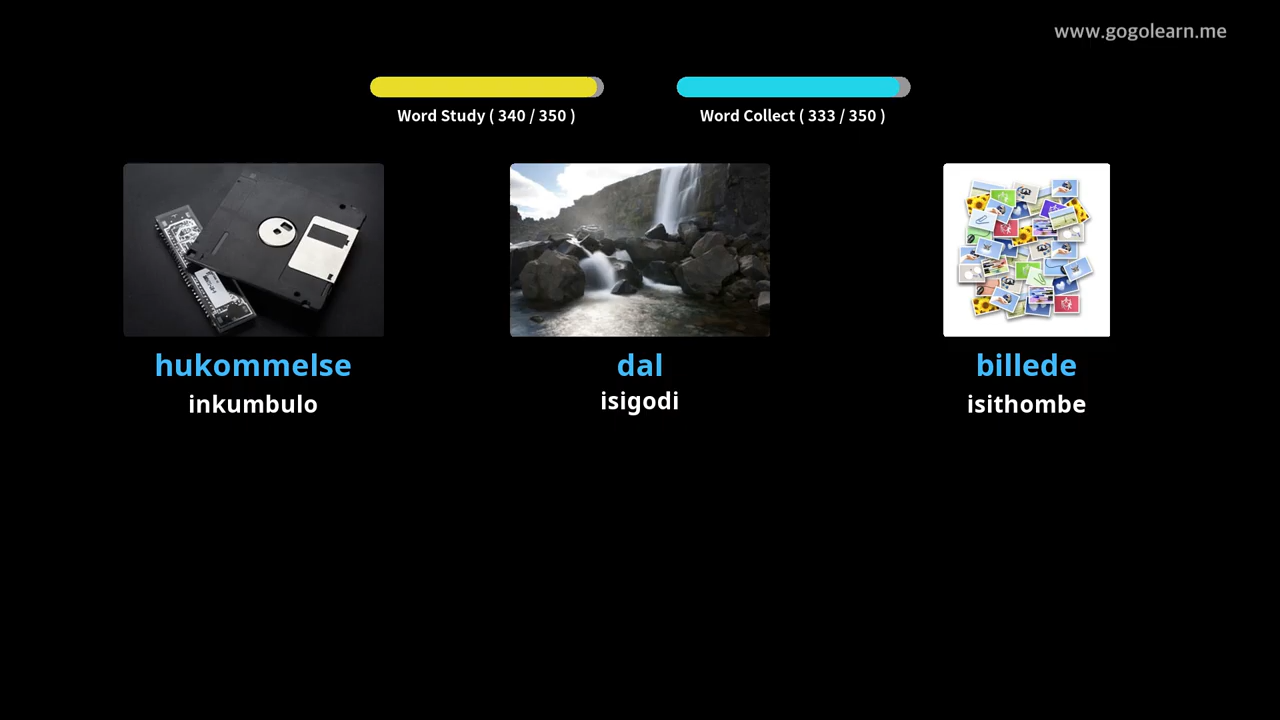 www.gogolearn.me
Word Study ( 340 / 350 )
Word Collect ( 333 / 350 )
hukommelse
inkumbulo
dal
isigodi
billede
isithombe